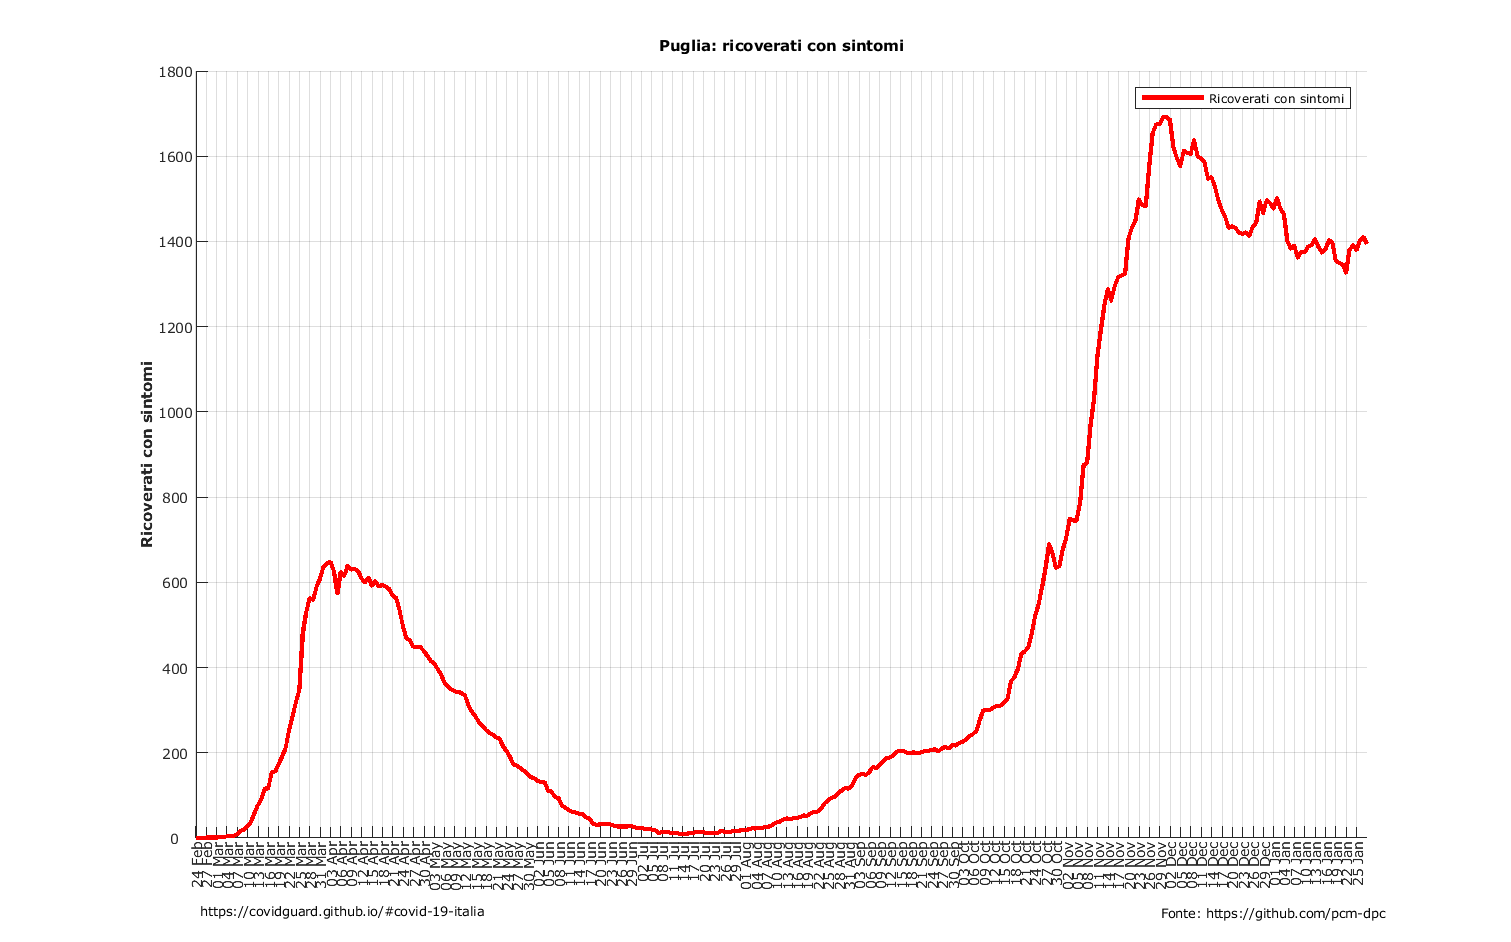 Puglia: ricoverati con sintomi
Ricoverati con sintomi
Ricoverati con sintomi
1800
1600
1400
1200
1000
800
600
400
200
0
24 Feb
27 Feb
01 Mar
04 Mar
07 Mar
10 Mar
13 Mar
16 Mar
19 Mar
22 Mar
25 Mar
28 Mar
31 Mar
03 Apr
06 Apr
09 Apr
12 Apr
15 Apr
18 Apr
21 Apr
24 Apr
27 Apr
30 Apr
03 May
06 May
09 May
12 May
15 May
18 May
21 May
24 May
27 May
30 May
02 Jun
05 Jun
08 Jun
11 Jun
14 Jun
17 Jun
20 Jun
23 Jun
26 Jun
29 Jun
02 Jul
05 Jul
08 Jul
11 Jul
14 Jul
17 Jul
20 Jul
23 Jul
26 Jul
29 Jul
01 Aug
04 Aug
07 Aug
10 Aug
13 Aug
16 Aug
19 Aug
22 Aug
25 Aug
28 Aug
31 Aug
03 Sep
06 Sep
09 Sep
12 Sep
15 Sep
18 Sep
21 Sep
24 Sep
27 Sep
30 Sep
03 Oct
06 Oct
09 Oct
12 Oct
15 Oct
18 Oct
21 Oct
24 Oct
27 Oct
30 Oct
02 Nov
05 Nov
08 Nov
11 Nov
14 Nov
17 Nov
20 Nov
23 Nov
26 Nov
29 Nov
02 Dec
05 Dec
08 Dec
11 Dec
14 Dec
17 Dec
20 Dec
23 Dec
26 Dec
29 Dec
01 Jan
04 Jan
07 Jan
10 Jan
13 Jan
16 Jan
19 Jan
22 Jan
25 Jan
https://covidguard.github.io/#covid-19-italia
Fonte: https://github.com/pcm-dpc